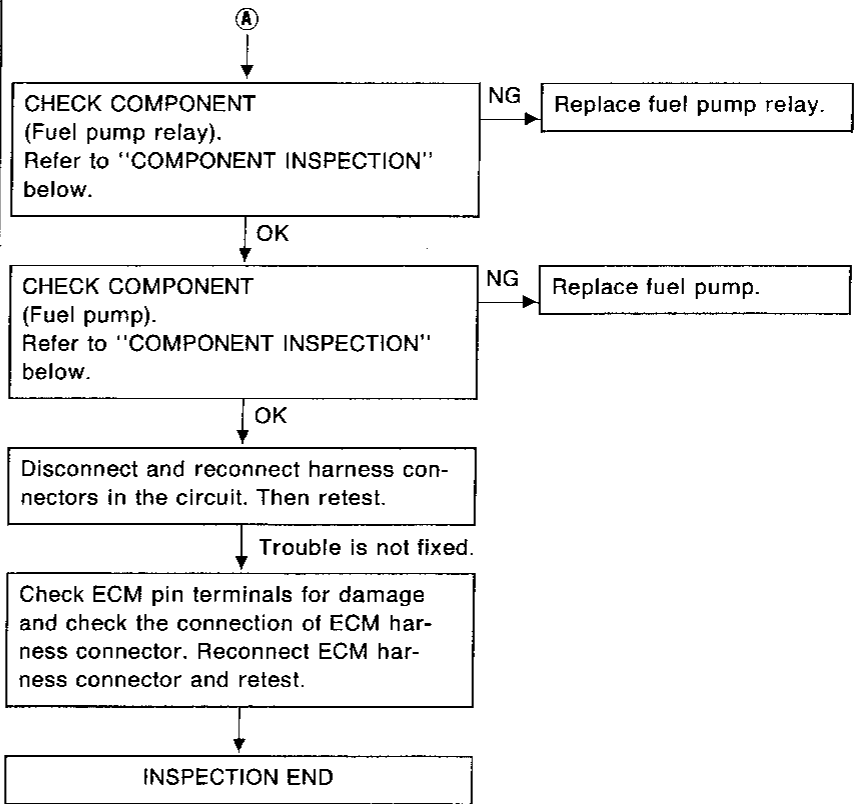 Ⓐ
CHECK COMPONENT
(Fuel pump relay).
Refer to "COMPONENT INSPECTION"
below.
NG
Replace fuel pump relay.
OK
CHECK COMPONENT
(Fuel pump).
Refer to "COMPONENT INSPECTION"
below.
NG
Replace fuel pump.
OK
Disconnect and reconnect harness con-
nectors in the circuit. Then retest.
Trouble is not fixed.
Check ECM pin terminals for damage
and check the connection of ECM har-
ness connector. Reconnect ECM har-
ness connector and retest.
INSPECTION END